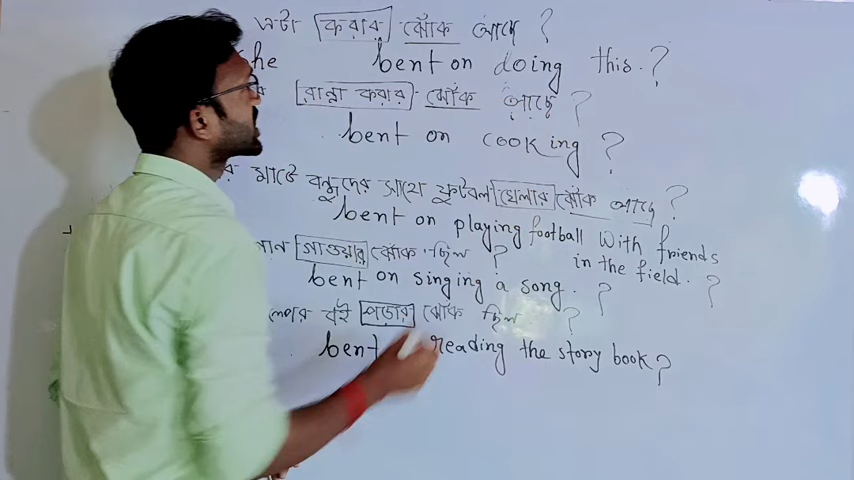 এটা করার ঝোঁক আছে ?
he bent on doing this. ?
রান্না করার ঝোঁক আছে ?
bent on cooking ?
র মাঠে বন্ধুদের সাথে ফুটবল খেলার ঝোঁক আছে ?
bent on playing football with friends
in the field. ?
গান গাওয়ার ঝোঁক ছিল ?
bent on singing a song. ?
বই পড়ার ঝোঁক ছিল ?
bent reading the story book ?